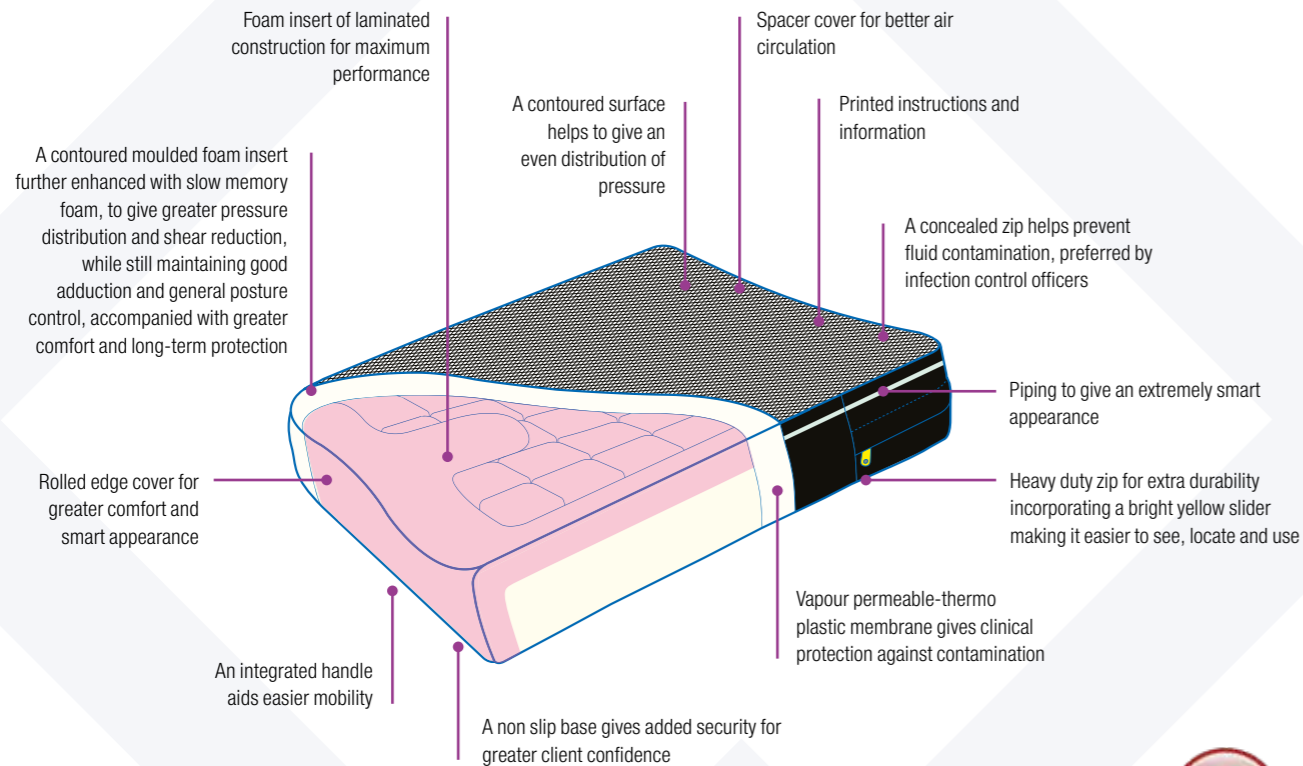 Foam insert of laminated
construction for maximum
performance
Spacer cover for better air
circulation
A contoured surface
helps to give an
even distribution of
pressure
Printed instructions and
information
A contoured moulded foam insert
further enhanced with slow memory
foam, to give greater pressure
distribution and shear reduction,
while still maintaining good
adduction and general posture
control, accompanied with greater
comfort and long-term protection
A concealed zip helps prevent
fluid contamination, preferred by
infection control officers
Piping to give an extremely smart
appearance
Rolled edge cover for
greater comfort and
smart appearance
Heavy duty zip for extra durability
incorporating a bright yellow slider
making it easier to see, locate and use
Vapour permeable-thermo
plastic membrane gives clinical
protection against contamination
An integrated handle
aids easier mobility
A non slip base gives added security for
greater client confidence